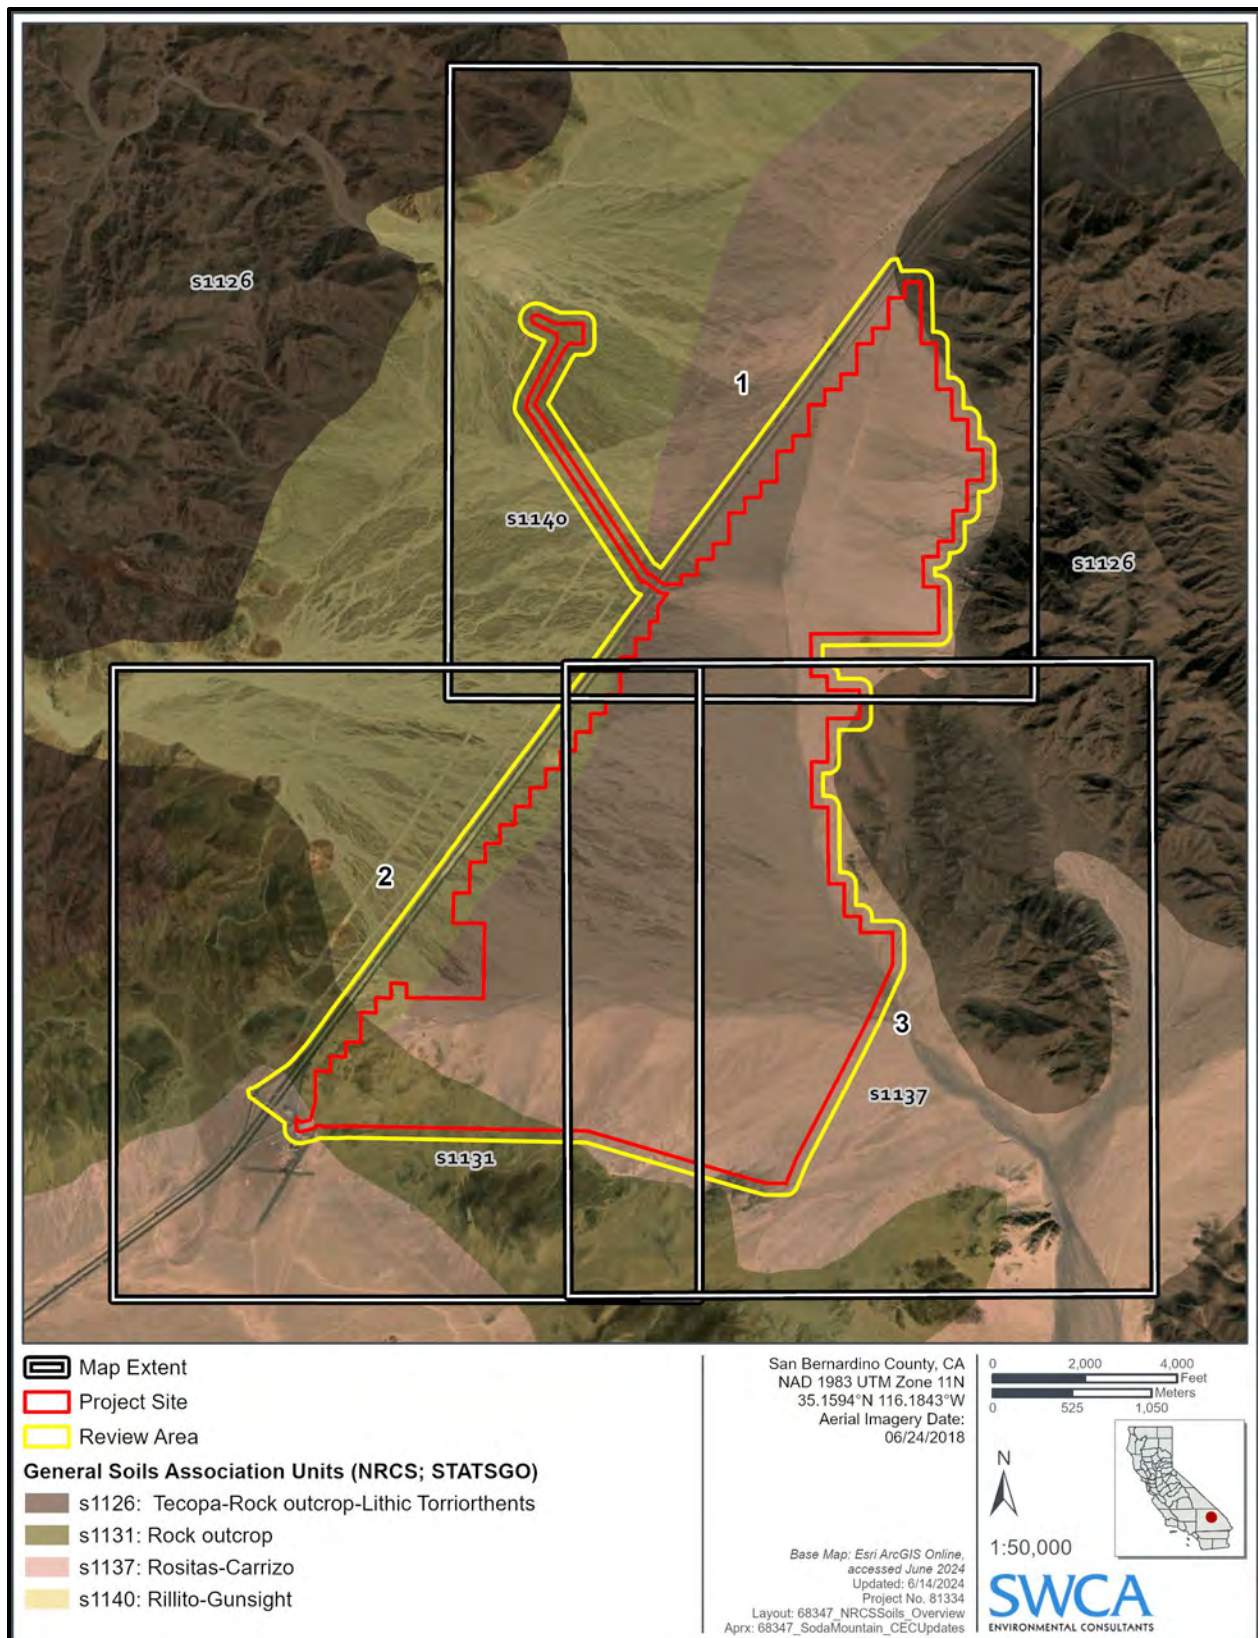 s1126
1
s1140
s1126
2
3
s1137
s1131
Map Extent
Project Site
Review Area
General Soils Association Units (NRCS; STATSGO)
s1126: Tecopa-Rock outcrop-Lithic Torriorthents
s1131: Rock outcrop
s1137: Rositas-Carrizo
s1140: Rillito-Gunsight
San Bernardino County, CA
NAD 1983 UTM Zone 11N
35.1594°N 116.1843°W
Aerial Imagery Date:
06/24/2018
Base Map: Esri ArcGIS Online,
accessed June 2024
Updated: 6/14/2024
Project No. 81334
Layout: 68347_NRCSSoils_Overview
Aprx: 68347_SodaMountain_CECUpdates
0 2,000 4,000
Feet
Meters
0 525 1,050
N
1:50,000
SWCA
ENVIRONMENTAL CONSULTANTS